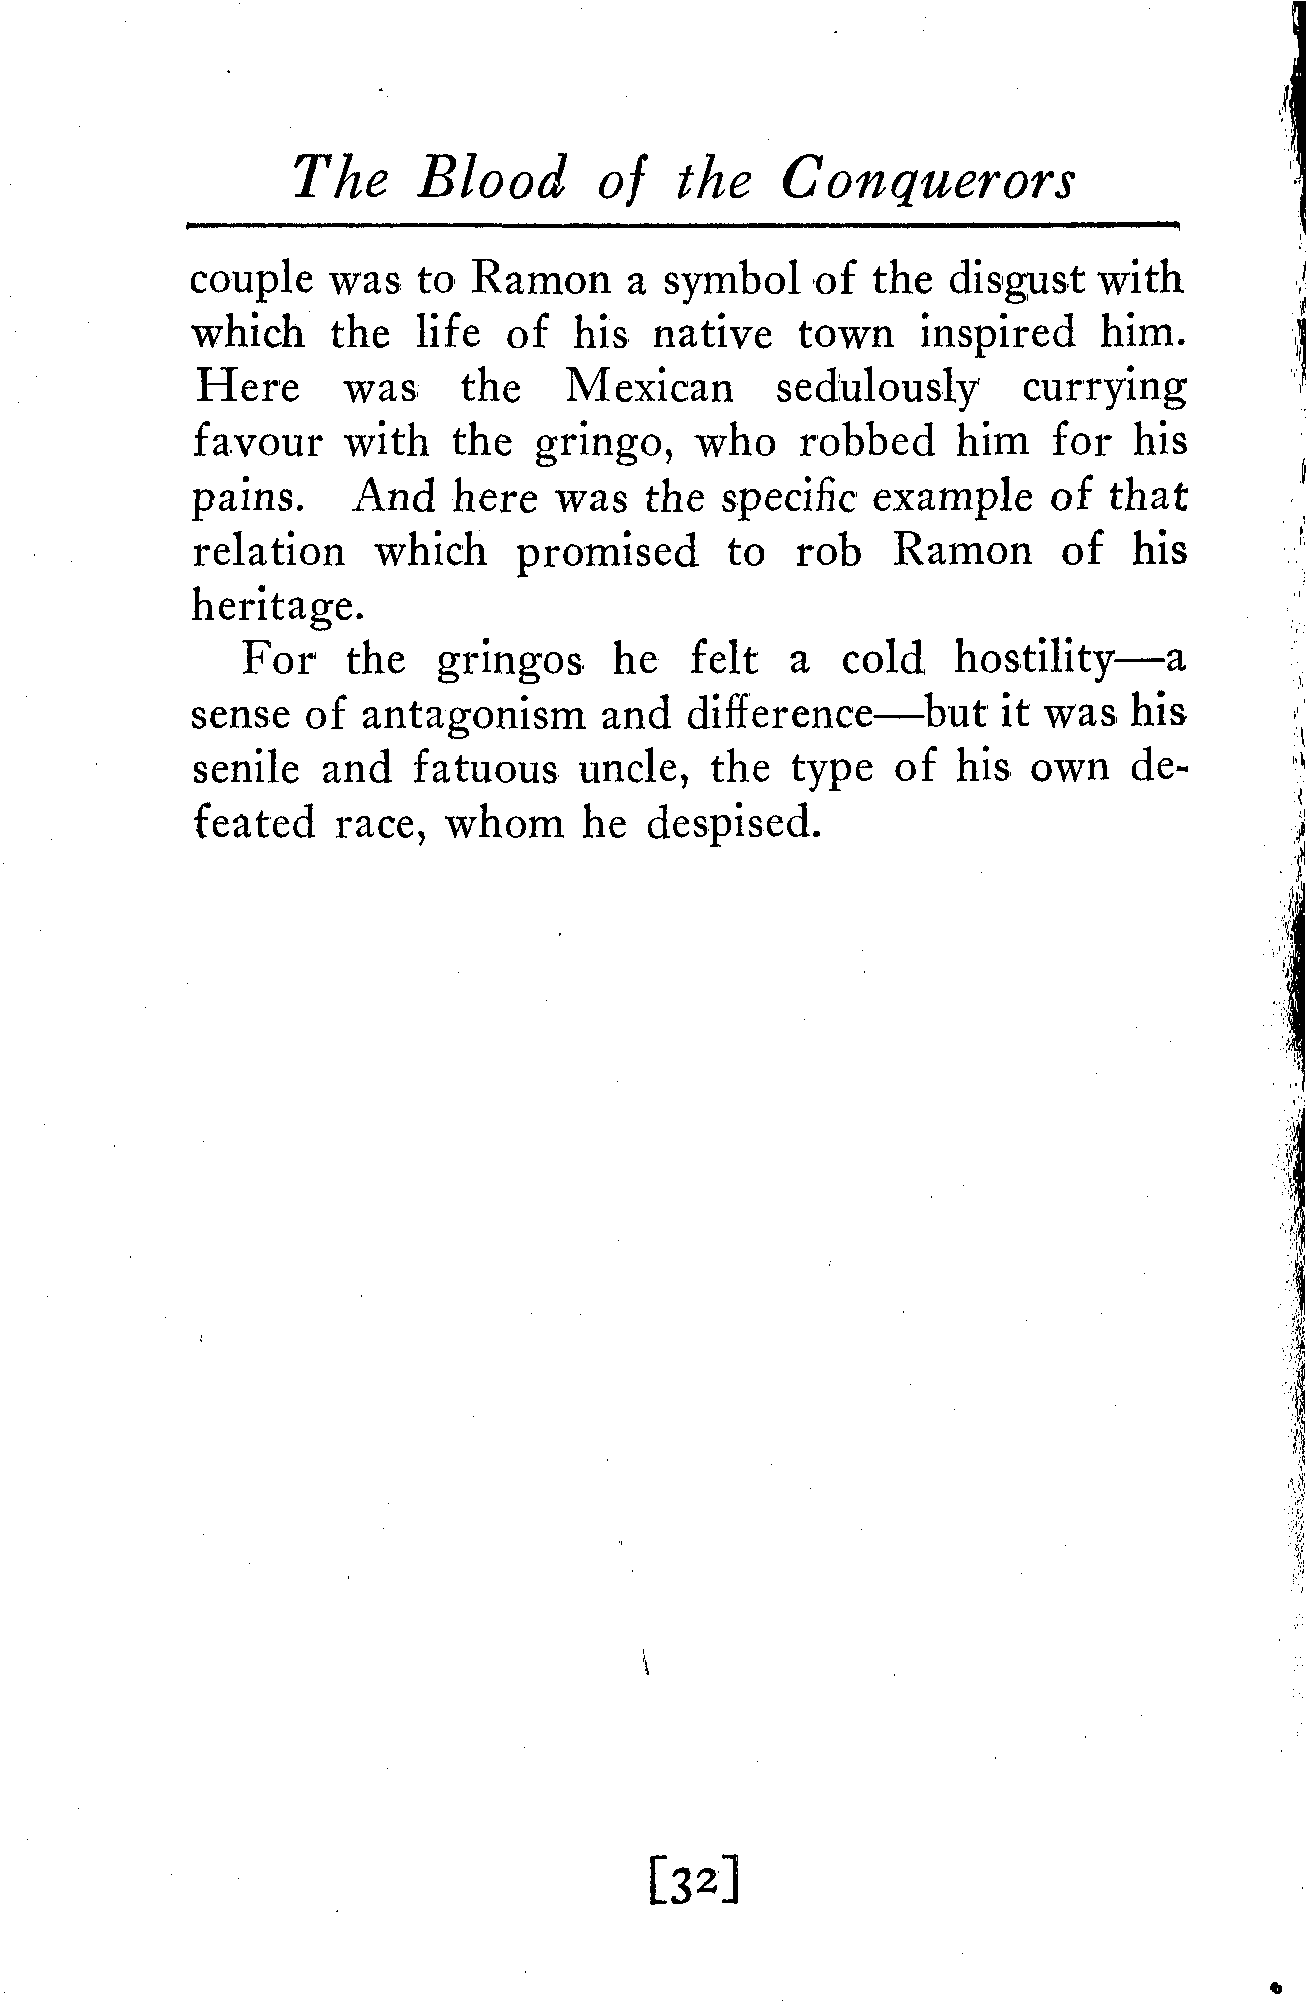 The Blood of the Conquerors
couple was to Ramon a symbol of the disgust with
which the life of his native town inspired him.
Here was the Mexican sedulously currying
favour with the gringo, who robbed him for his
pains. And here was the specific example of that
relation which promised to rob Ramon of his
heritage.
For the gringos he felt a cold hostility—a
sense of antagonism and difference—but it was his
senile and fatuous uncle, the type of his own de-
feated race, whom he despised.
[32]